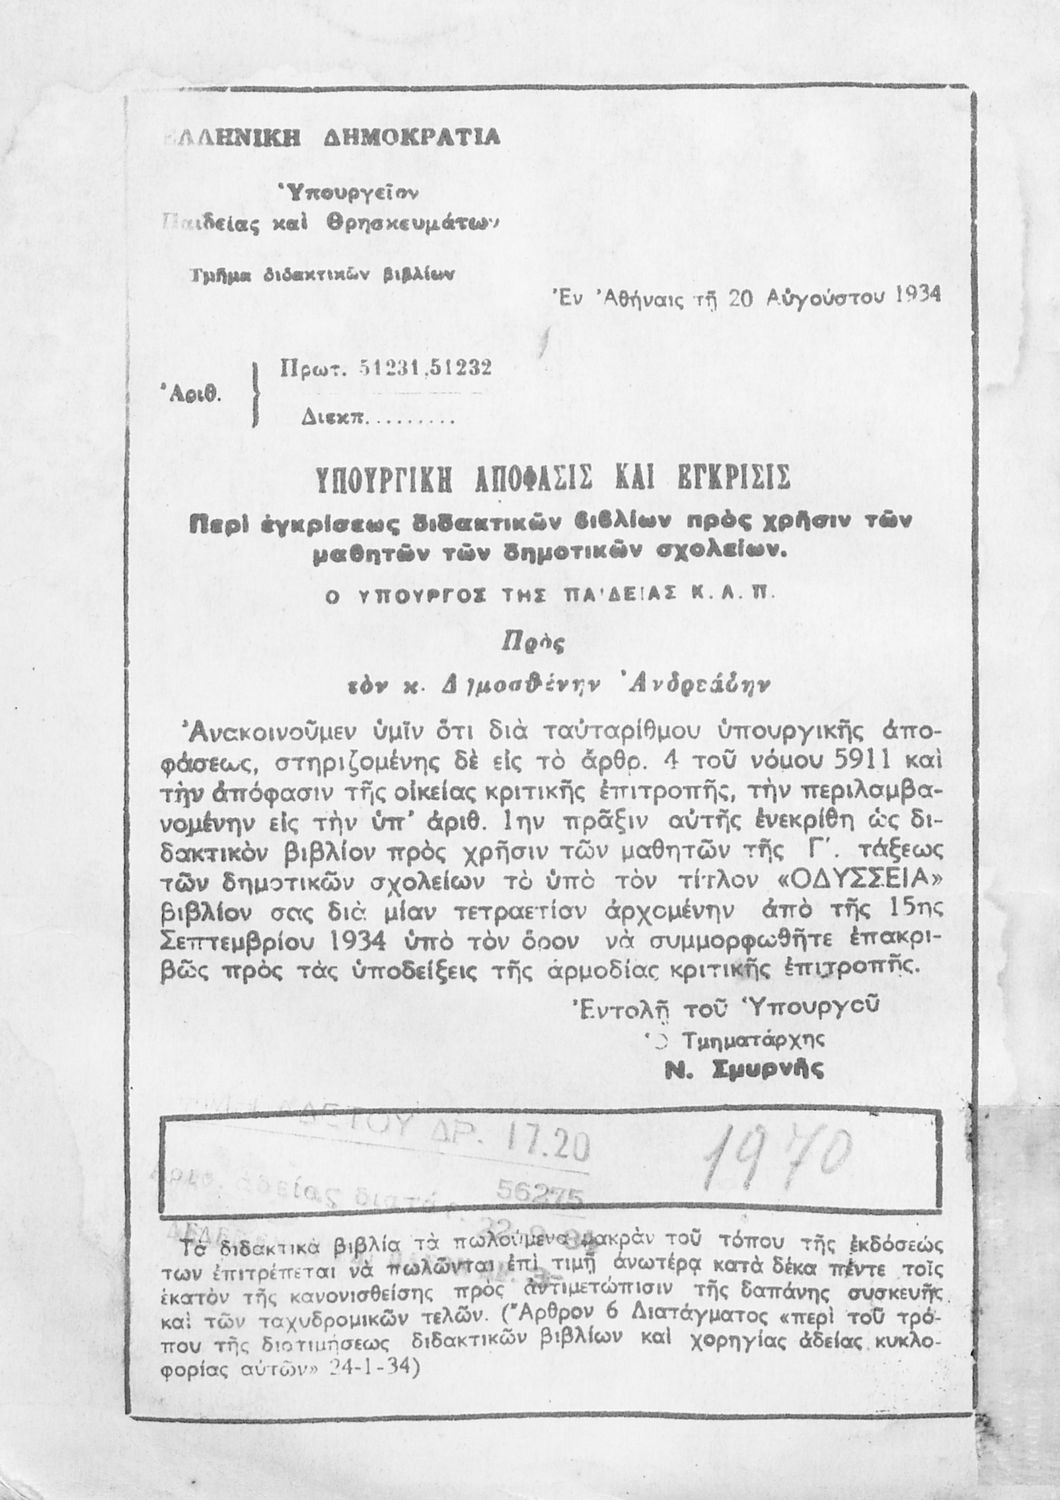 ΕΛΛΗΝΙΚΗ ΔΗΜΟΚΡΑΤΙΑ
Ὑπουργεῖον
Παιδείας καὶ Θρησκευμάτων
Τμῆμα διδακτικῶν βιβλίων
Ἐν Ἀθήναις τῇ 20 Αὐγούστου 1934
Πρωτ. 51231,51232
Ἀριθ.
Διεκπ.........
ΥΠΟΥΡΓΙΚΗ ΑΠΟΦΑΣΙΣ ΚΑΙ ΕΓΚΡΙΣΙΣ
Περὶ ἐγκρίσεως διδακτικῶν βιβλίων πρὸς χρῆσιν τῶν
μαθητῶν τῶν δημοτικῶν σχολείων.
Ο ΥΠΟΥΡΓΟΣ ΤΗΣ ΠΑΙΔΕΙΑΣ Κ.Λ.Π.
Πρὸς
τὸν κ. Δημοσθένην Ἀνδρεάδην
Ἀνακοινοῦμεν ὑμῖν ὅτι διὰ ταὐταρίθμου ὑπουργικῆς ἀπο-
φάσεως, στηριζομένης δὲ εἰς τὸ ἄρθρ. 4 τοῦ νόμου 5911 καὶ
τὴν ἀπόφασιν τῆς οἰκείας κριτικῆς ἐπιτροπῆς, τὴν περιλαμβα-
νομένην εἰς τὴν ὑπ' ἀριθ. 1ην πρᾶξιν αὐτῆς ἐνεκρίθη ὡς δι-
δακτικὸν βιβλίον πρὸς χρῆσιν τῶν μαθητῶν τῆς Γ΄. τάξεως
τῶν δημοτικῶν σχολείων τὸ ὑπὸ τὸν τίτλον «ΟΔΥΣΣΕΙΑ»
βιβλίον σας διὰ μίαν τετραετίαν ἀρχομένην ἀπὸ τῆς 15ης
Σεπτεμβρίου 1934 ὑπὸ τὸν ὅρον νὰ συμμορφωθῆτε ἐπακρι-
βῶς πρὸς τὰς ὑποδείξεις τῆς ἁρμοδίας κριτικῆς ἐπιτροπῆς.
Ἐντολῇ τοῦ Ὑπουργοῦ
Ὁ Τμηματάρχης
Ν. Σμυρνῆς
ΔΕΤΟΥ ΔΡ. 17.20
1970
ἀδείας 56275
Τὰ διδακτικὰ βιβλία τὰ πωλούμενα μακρὰν τοῦ τόπου τῆς ἐκδόσεώς
των ἐπιτρέπεται νὰ πωλῶνται ἐπὶ τιμῇ ἀνωτέρᾳ κατὰ δέκα πέντε τοῖς
ἑκατὸν τῆς κανονισθείσης πρὸς ἀντιμετώπισιν τῆς δαπάνης συσκευῆς
καὶ τῶν ταχυδρομικῶν τελῶν. (Ἄρθρον 6 Διατάγματος «περὶ τοῦ τρό-
που τῆς διατιμήσεως διδακτικῶν βιβλίων καὶ χορηγίας ἀδείας κυκλο-
φορίας αὐτῶν» 24-1-34)